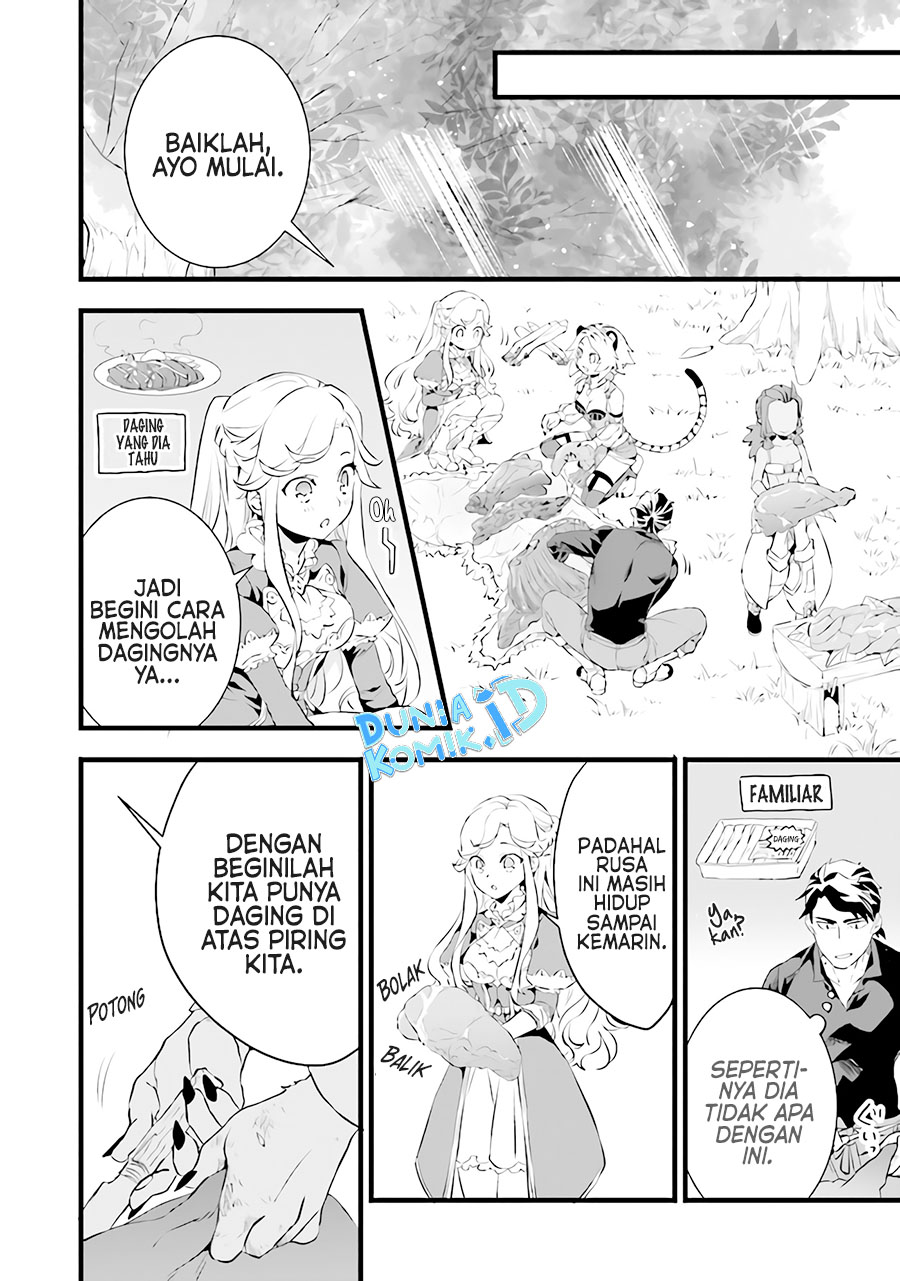 BAIKLAH,
AYO MULAI.
DAGING
YANG DIA
TAHU
Oh
JADI
BEGINI CARA
MENGOLAH
DAGINGNYA
YA...
DUNIA
KOMIK.ID
FAMILIAR
DAGING
Ya
kan?
SEPERTI-
NYA DIA
TIDAK APA
DENGAN
INI.
PADAHAL
RUSA
INI MASIH
HIDUP
SAMPAI
KEMARIN.
BOLAK
BALIK
DENGAN
BEGINILAH
KITA PUNYA
DAGING DI
ATAS PIRING
KITA.
POTONG